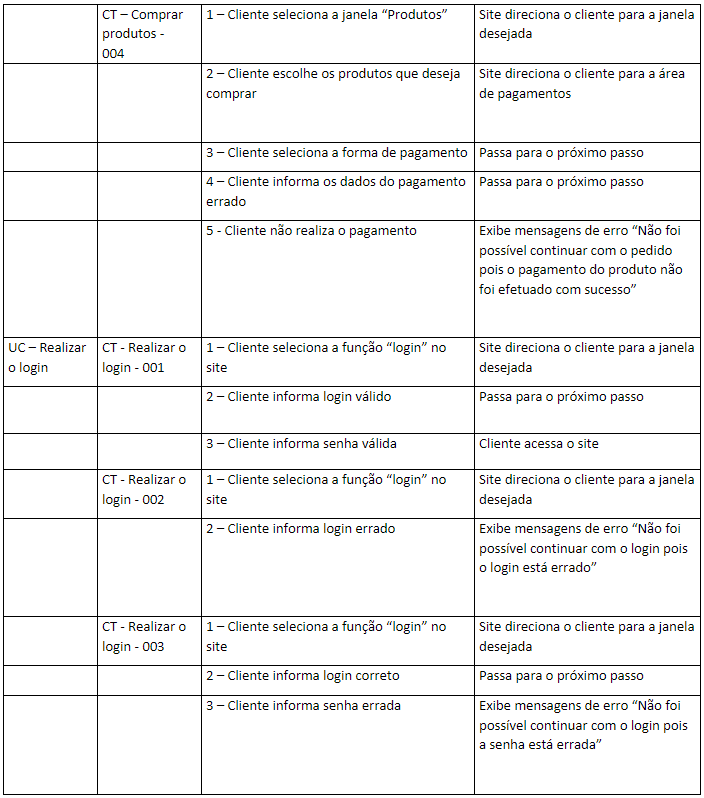 CT – Comprar
produtos -
004
1 – Cliente seleciona a janela “Produtos”
Site direciona o cliente para a janela
desejada
2 – Cliente escolhe os produtos que deseja
comprar
Site direciona o cliente para a área
de pagamentos
3 – Cliente seleciona a forma de pagamento
Passa para o próximo passo
4 – Cliente informa os dados do pagamento
errado
Passa para o próximo passo
5 - Cliente não realiza o pagamento
Exibe mensagens de erro “Não foi
possível continuar com o pedido
pois o pagamento do produto não
foi efetuado com sucesso”
UC – Realizar
o login
CT - Realizar o
login - 001
1 – Cliente seleciona a função “login” no
site
Site direciona o cliente para a janela
desejada
2 – Cliente informa login válido
Passa para o próximo passo
3 – Cliente informa senha válida
Cliente acessa o site
CT - Realizar o
login - 002
1 – Cliente seleciona a função “login” no
site
Site direciona o cliente para a janela
desejada
2 – Cliente informa login errado
Exibe mensagens de erro “Não foi
possível continuar com o login pois
o login está errado”
CT - Realizar o
login - 003
1 – Cliente seleciona a função “login” no
site
Site direciona o cliente para a janela
desejada
2 – Cliente informa login correto
Passa para o próximo passo
3 – Cliente informa senha errada
Exibe mensagens de erro “Não foi
possível continuar com o login pois
a senha está errada”